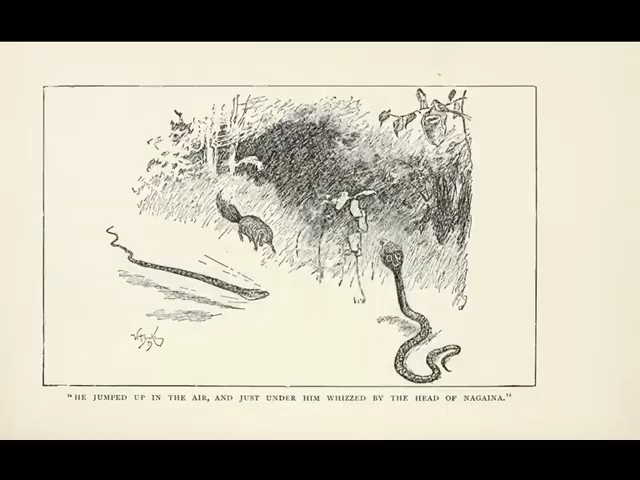 "HE JUMPED UP IN THE AIR, AND JUST UNDER HIM WHIZZED BY THE HEAD OF NAGAINA."